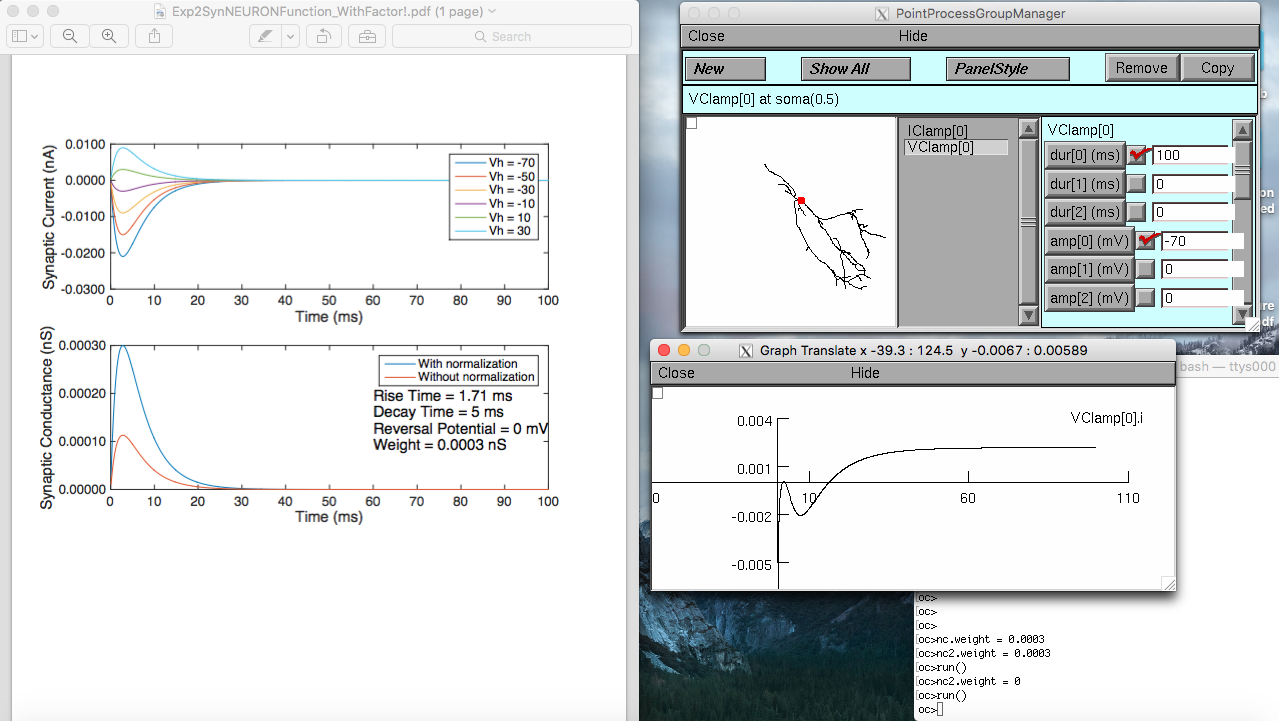 Exp2SynNEURONFunction_WithFactor!.pdf (1 page)
Search
0.0100
0.0000
-0.0100
-0.0200
-0.0300
Synaptic Current (nA)
Vh = -70
Vh = -50
Vh = -30
Vh = -10
Vh = 10
Vh = 30
0 10 20 30 40 50 60 70 80 90 100
Time (ms)
0.00030
0.00020
0.00010
0.00000
Synaptic Conductance (nS)
With normalization
Without normalization
Rise Time = 1.71 ms
Decay Time = 5 ms
Reversal Potential = 0 mV
Weight = 0.0003 nS
0 10 20 30 40 50 60 70 80 90 100
Time (ms)
PointProcessGroupManager
Close Hide
New Show All PanelStyle Remove Copy
VClamp[0] at soma(0.5)
IClamp[0]
VClamp[0]
VClamp[0]
dur[0] (ms) 100
dur[1] (ms) 0
dur[2] (ms) 0
amp[0] (mV) -70
amp[1] (mV) 0
amp[2] (mV) 0
b
on
ed
re
df
Graph Translate x -39.3 : 124.5 y -0.0067 : 0.00589
Close Hide
VClamp[0].i
0.004
0.001
-0.002
-0.005
0 10 60 110
bash — ttys000
oc>
oc>
oc>
oc>nc.weight = 0.0003
oc>nc2.weight = 0.0003
oc>run()
oc>nc2.weight = 0
oc>run()
oc>